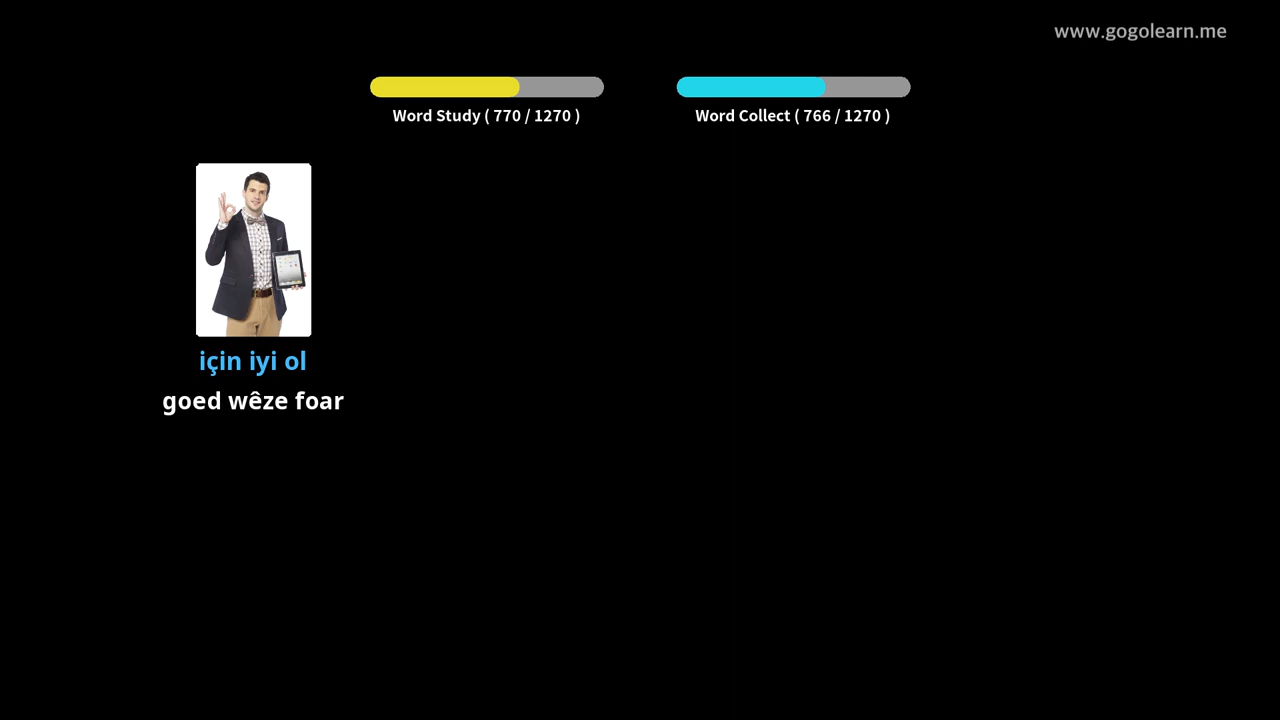 www.gogolearn.me
Word Study ( 770 / 1270 )
Word Collect ( 766 / 1270 )
için iyi ol
goed wêze foar